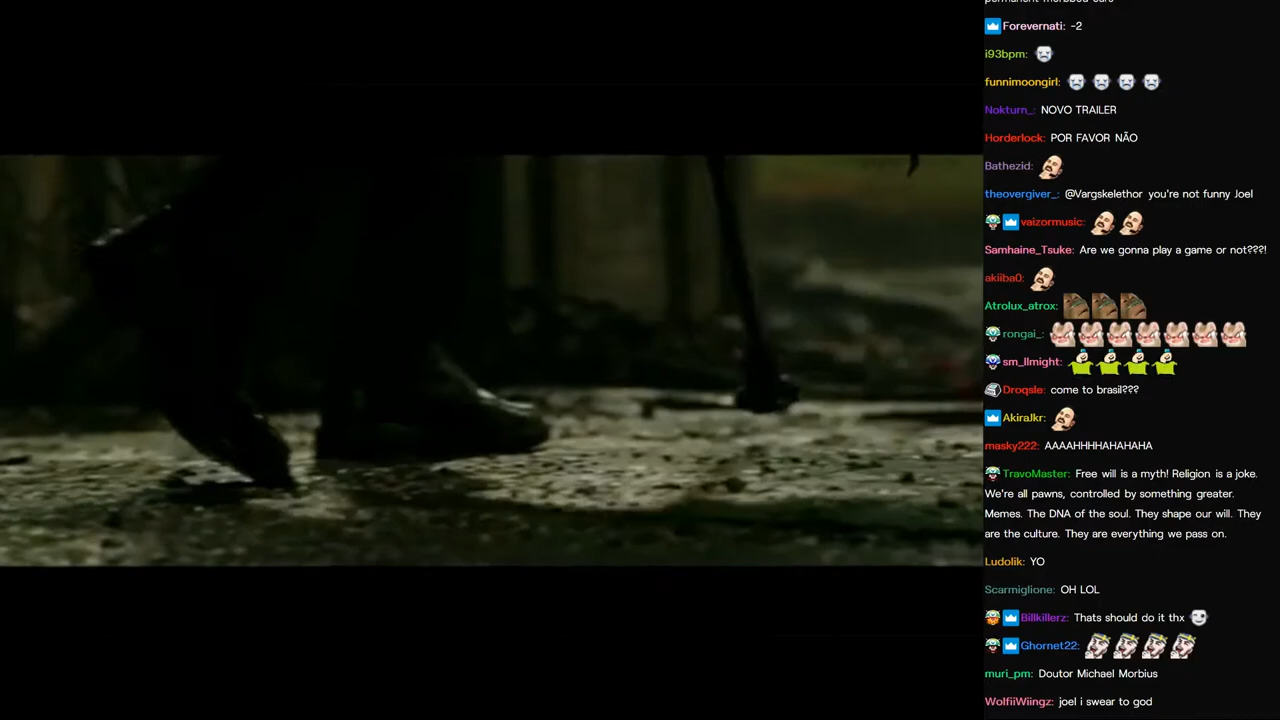 Forevernati: -2
i93bpm:
funnimoongirl:
Nokturn_: NOVO TRAILER
Horderlock: POR FAVOR NÃO
Bathezid:
theovergiver_: @Vargskelethor you're not funny Joel
vaizormusic:
Samhaine_Tsuke: Are we gonna play a game or not???!
akiiba0:
Atrolux_atrox:
rongai_:
sm_llmight:
Droqsle: come to brasil???
AkiraJkr:
masky222: AAAAHHHHAHAHAHA
TravoMaster: Free will is a myth! Religion is a joke.
We're all pawns, controlled by something greater.
Memes. The DNA of the soul. They shape our will. They
are the culture. They are everything we pass on.
Ludolik: YO
Scarmiglione: OH LOL
Billkillerz: Thats should do it thx
Ghornet22:
muri_pm: Doutor Michael Morbius
WolfiiWiingz: joel i swear to god